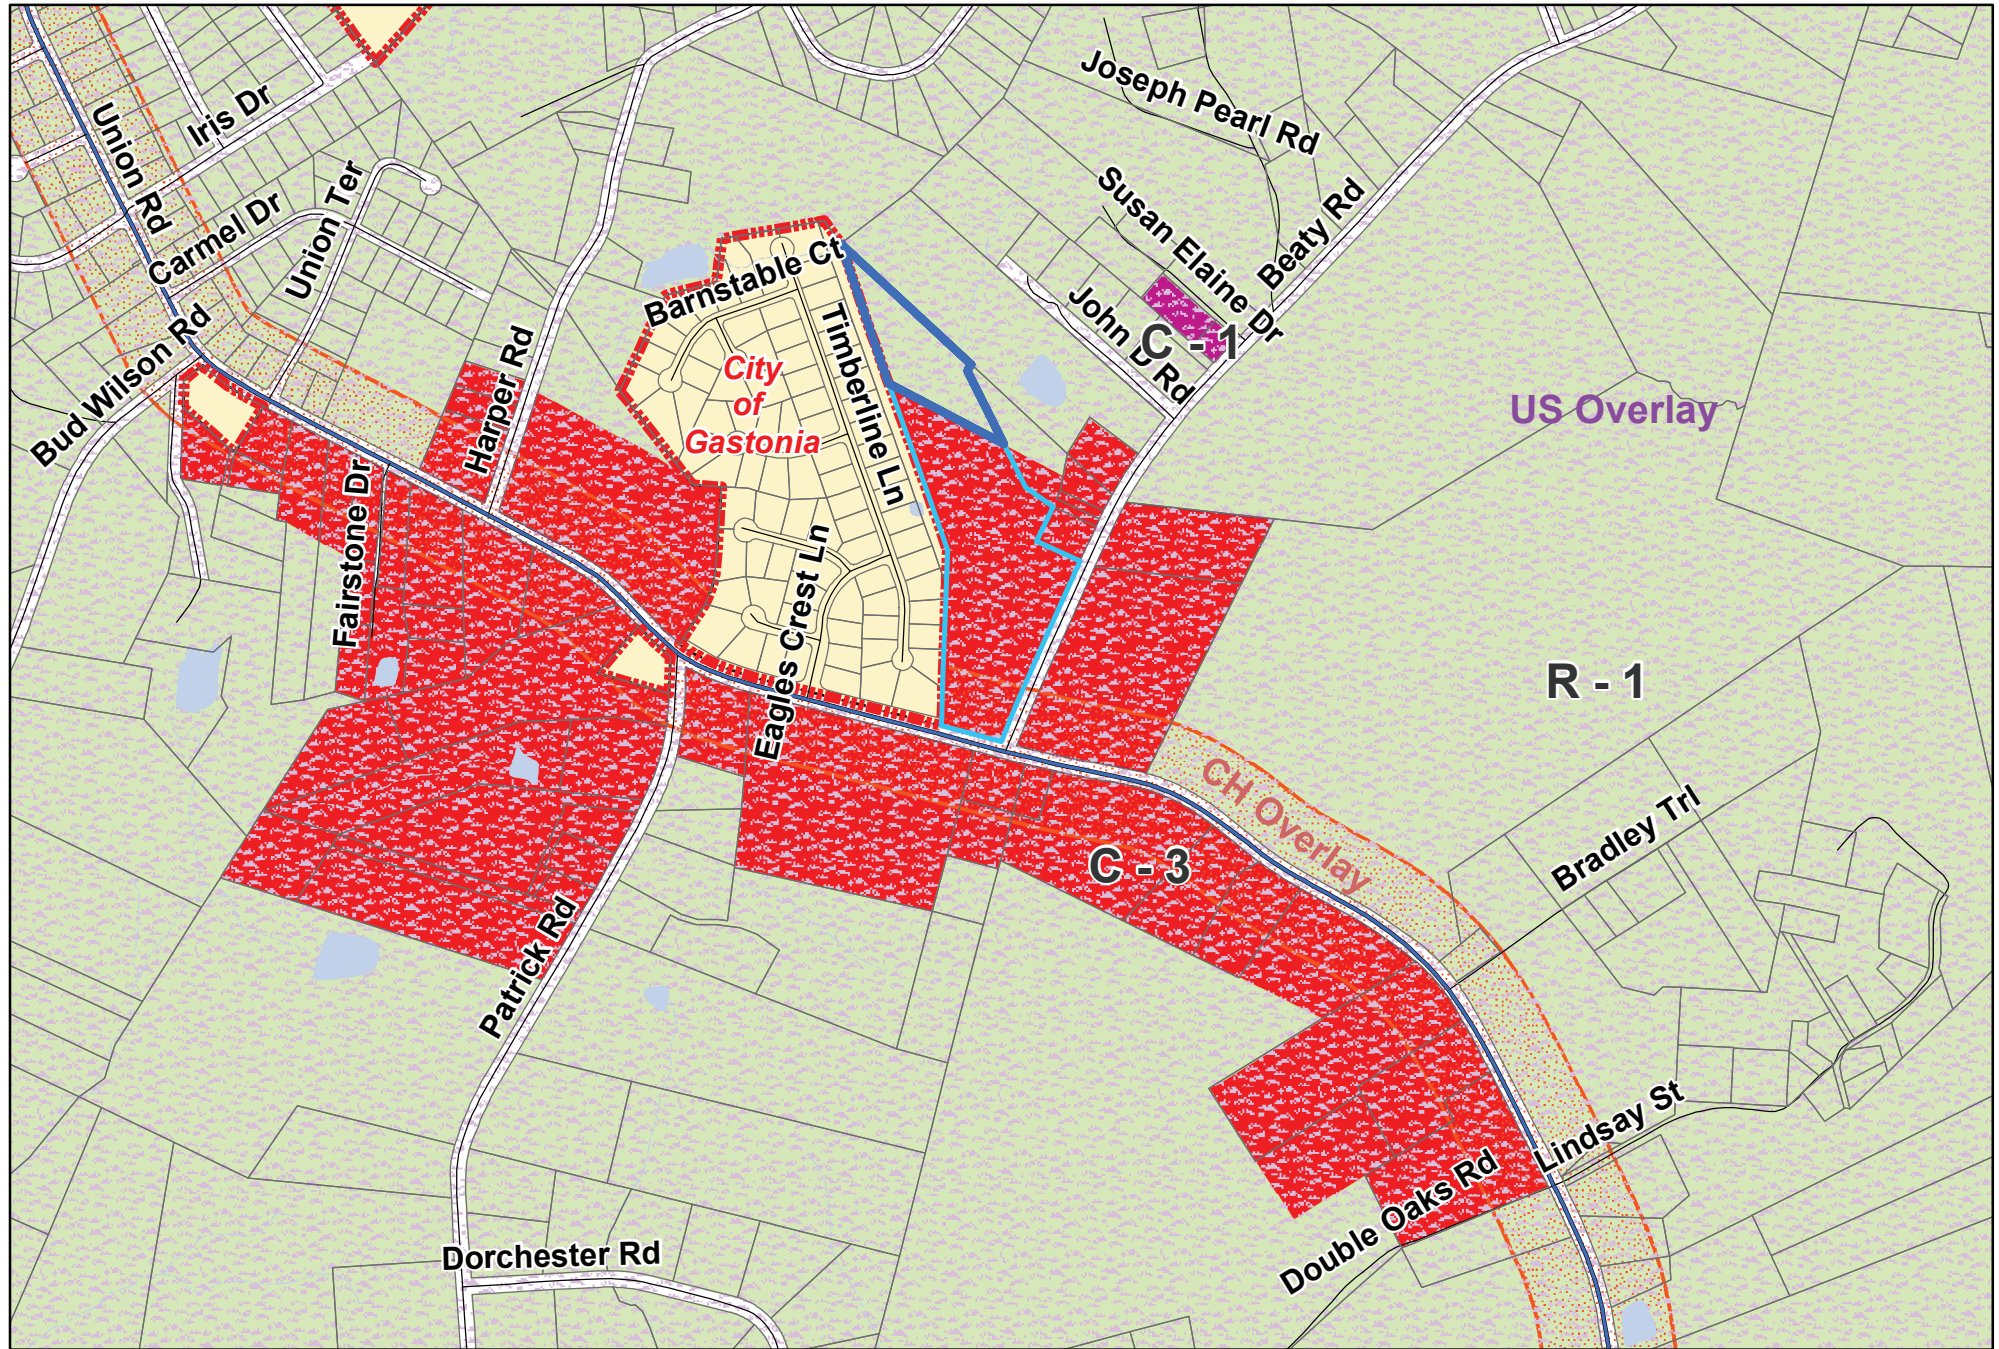 Joseph Pearl Rd
Iris Dr
Union Rd
Union Ter
Carmel Dr
Susan Elaine Dr
Beaty Rd
Barnstable Ct
John D Rd
C - 1
Bud Wilson Rd
Harper Rd
Timberline Ln
City
of
Gastonia
US Overlay
Fairstone Dr
Eagles Crest Ln
R - 1
CH Overlay
C - 3
Bradley Trl
Patrick Rd
Lindsay St
Double Oaks Rd
Dorchester Rd